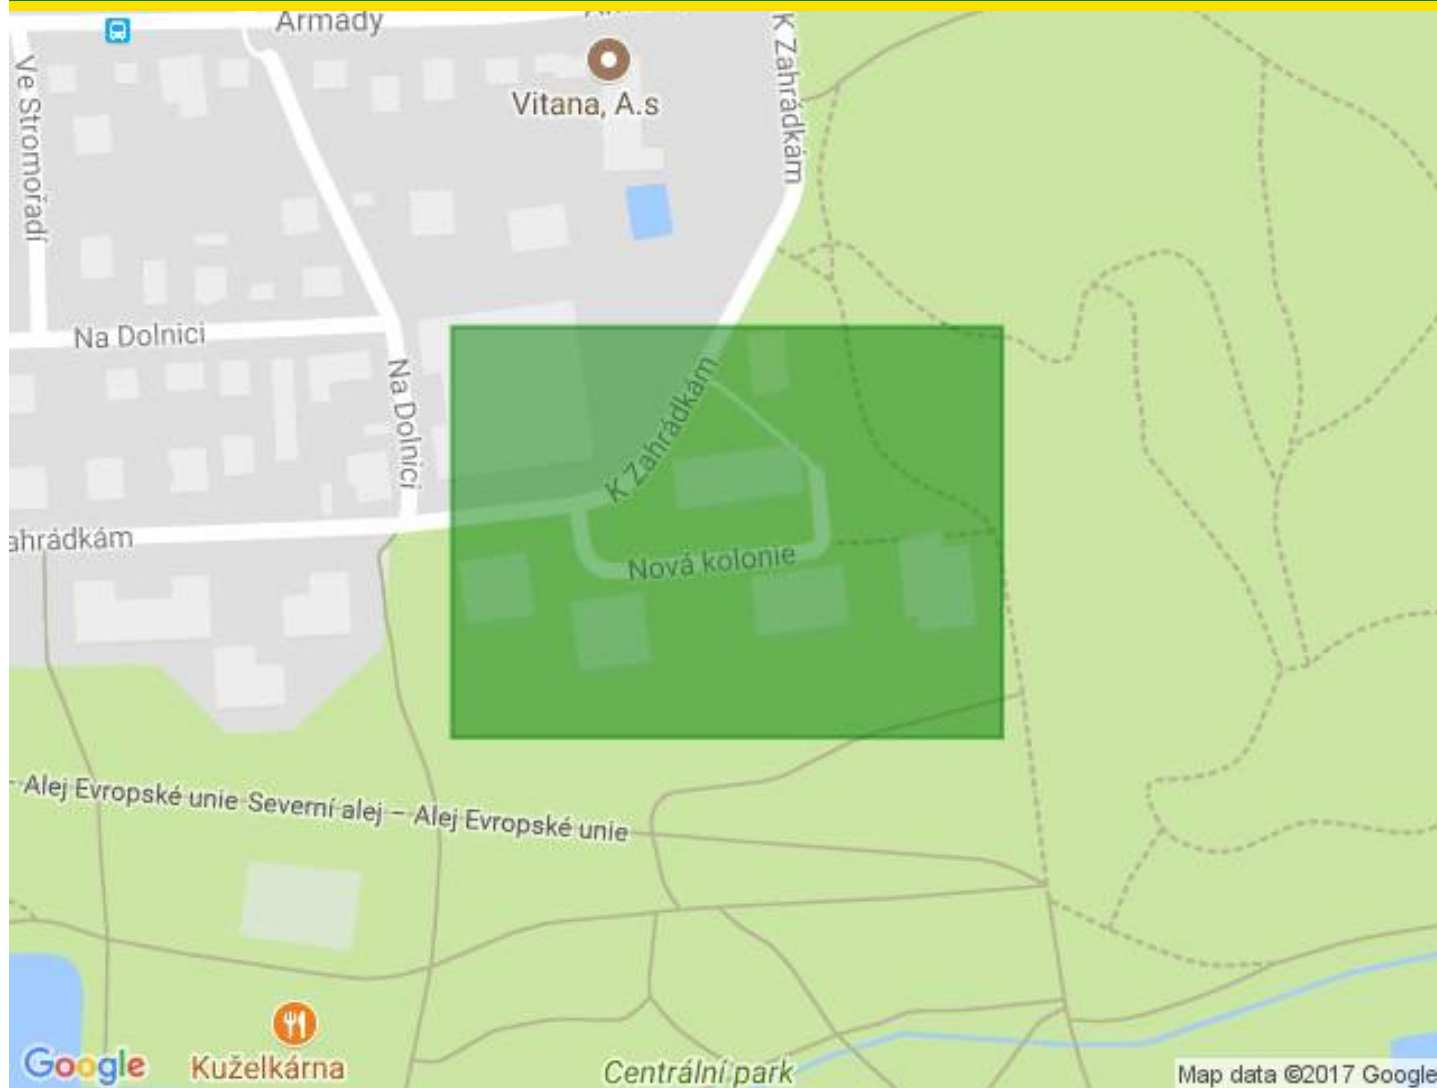 Armády
K Zahrádkám
Ve Stromořadí
Vitana, A.s
Na Dolnici
Na Dolnici
K Zahrádkám
ahrádkám
Nová kolonie
- Alej Evropské unie Severní alej – Alej Evropské unie
Kuželkárna
Centrální park
Google
Map data ©2017 Google